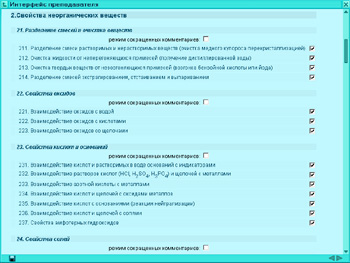 Интерфейс преподавателя
2.Свойства неорганических веществ
21. Разделение смесей и очистка веществ
режим сокращенных комментариев:
211. Разделение смеси растворимых и нерастворимых веществ (очистка медного купороса перекристаллизацией)
212. Очистка жидкости от неперегоняющихся примесей (получение дистиллированной воды)
213. Очистка твердых веществ от невозгоняющихся примесей (возгонка бензойной кислоты или йода)
214. Разделение смесей экстрагированием, отстаиванием и выпариванием
22. Свойства оксидов
режим сокращенных комментариев:
221. Взаимодействие оксидов с водой
222. Взаимодействие оксидов с кислотами
223. Взаимодействие оксидов со щелочами
23. Свойства кислот и оснований
режим сокращенных комментариев:
231. Взаимодействие кислот и растворимых в воде оснований с индикаторами
232. Взаимодействие растворов кислот (HCl, H2SO4, H3PO4) и щелочей с металлами
233. Взаимодействие азотной кислоты с металлами
234. Взаимодействие кислот и щелочей с оксидами металлов
235. Взаимодействие кислот с основаниями (реакция нейтрализации)
236. Взаимодействие кислот и щелочей с солями
237. Свойства амфотерных гидроксидов
24. Свойства солей
режим сокращенных комментариев: